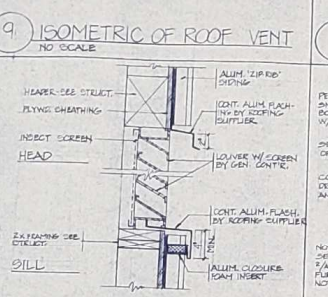 9 ISOMETRIC OF ROOF VENT
NO SCALE
ALUM. "ZIP RIB"
SIDING
HEADER-SEE STRUCT.
PLYWD. SHEATHING
CONT. ALUM. FLASH-
ING BY ROOFING
SUPPLIER
INSECT SCREEN
HEAD
LOUVER W/ SCREEN
BY GEN. CONT'R.
CONT. ALUM. FLASH.
BY ROOFING SUPPLIER
2x FRAMING SEE
STRUCT.
4" MIN.
SILL
ALUM. CLOSURE
FOAM INSERT